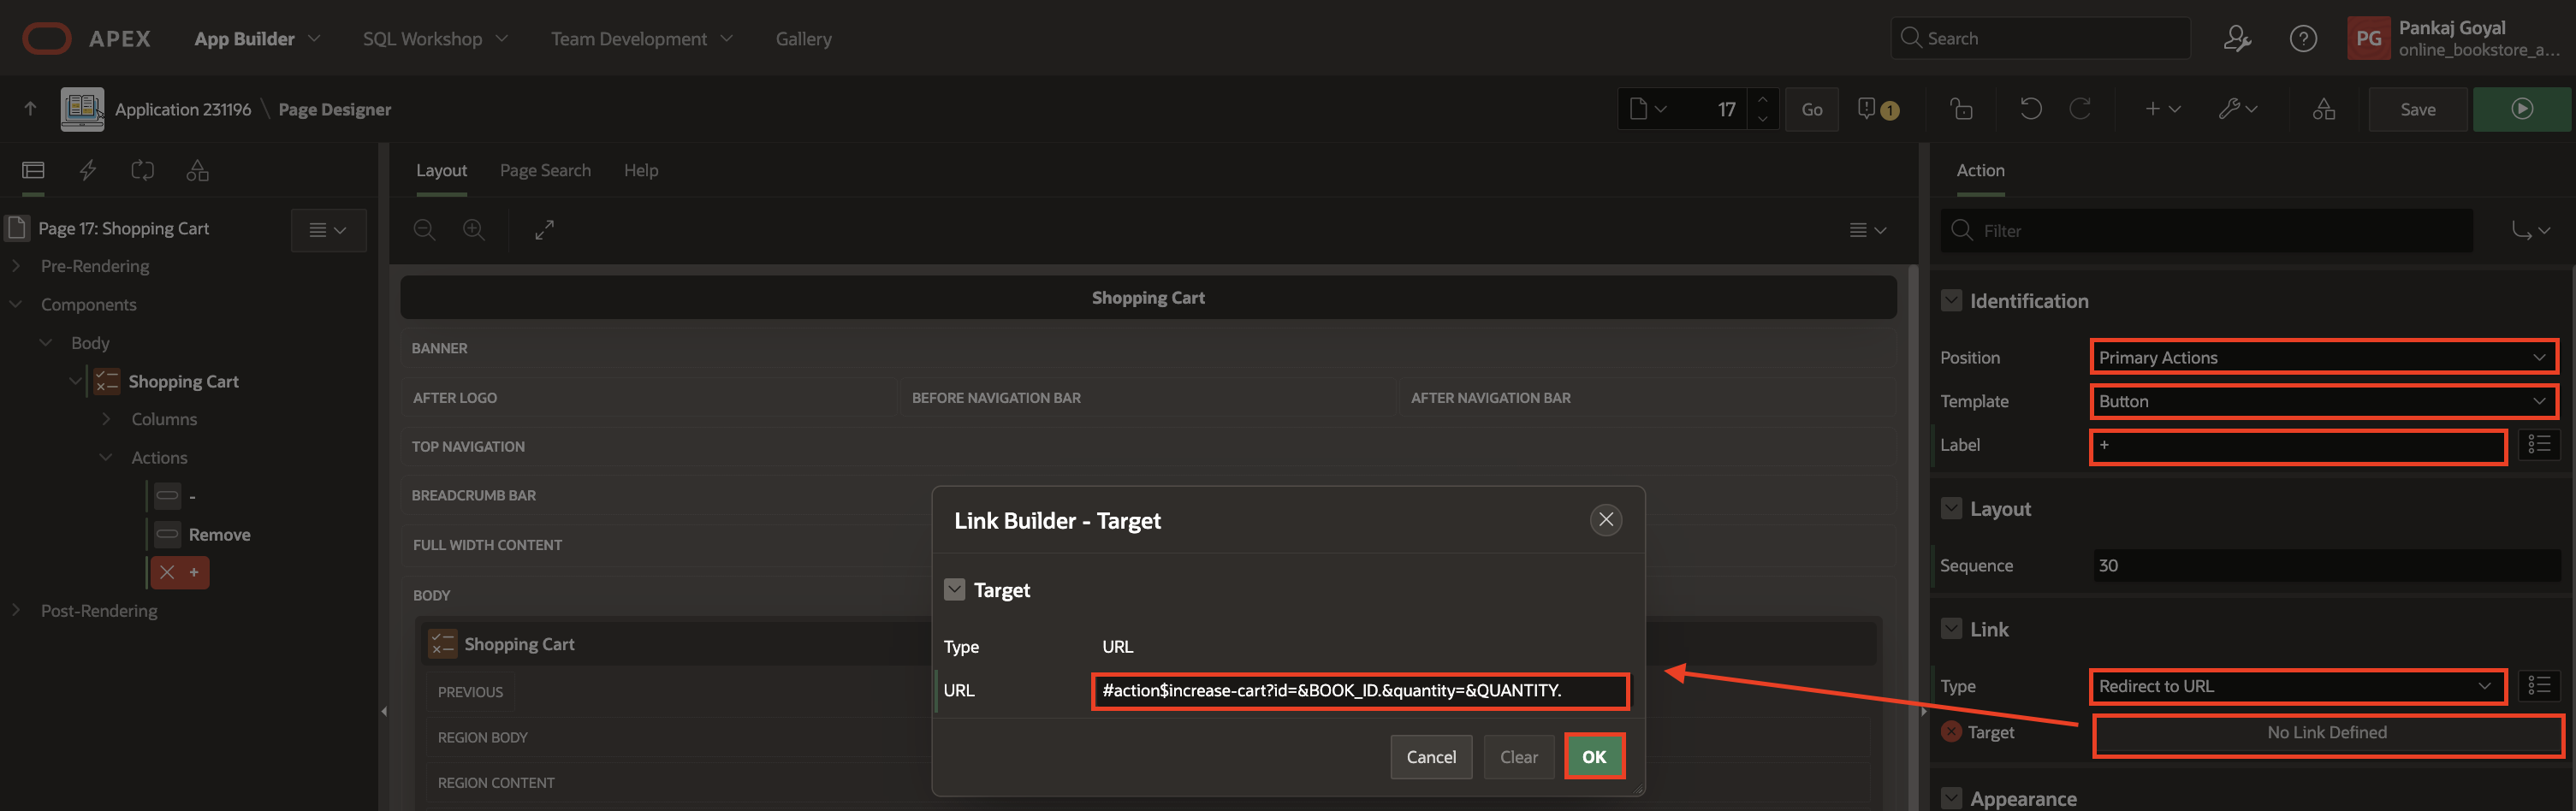 APEX App Builder SQL Workshop Team Development Gallery Search PG Pankaj Goyal
online_bookstore_a...
Application 231196 \ Page Designer 17 Go 1 Save
Layout Page Search Help
Action
Page 17: Shopping Cart
Filter
Pre-Rendering
Components
Body
Shopping Cart
Columns
Actions
-
Remove
+
Post-Rendering
Shopping Cart
BANNER
AFTER LOGO BEFORE NAVIGATION BAR AFTER NAVIGATION BAR
TOP NAVIGATION
BREADCRUMB BAR
FULL WIDTH CONTENT
BODY
Shopping Cart
PREVIOUS
REGION BODY
REGION CONTENT
Link Builder - Target
Target
Type URL
URL #action$increase-cart?id=&BOOK_ID.&quantity=&QUANTITY.
Cancel Clear OK
Identification
Position Primary Actions
Template Button
Label +
Layout
Sequence 30
Link
Type Redirect to URL
Target No Link Defined
Appearance